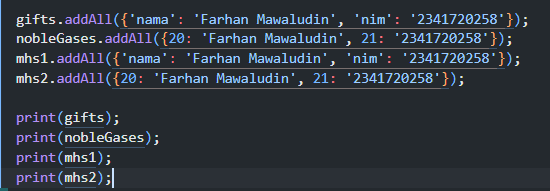 gifts.addAll({'nama': 'Farhan Mawaludin', 'nim': '2341720258'});
nobleGases.addAll({20: 'Farhan Mawaludin', 21: '2341720258'});
mhs1.addAll({'nama': 'Farhan Mawaludin', 'nim': '2341720258'});
mhs2.addAll({20: 'Farhan Mawaludin', 21: '2341720258'});
print(gifts);
print(nobleGases);
print(mhs1);
print(mhs2);